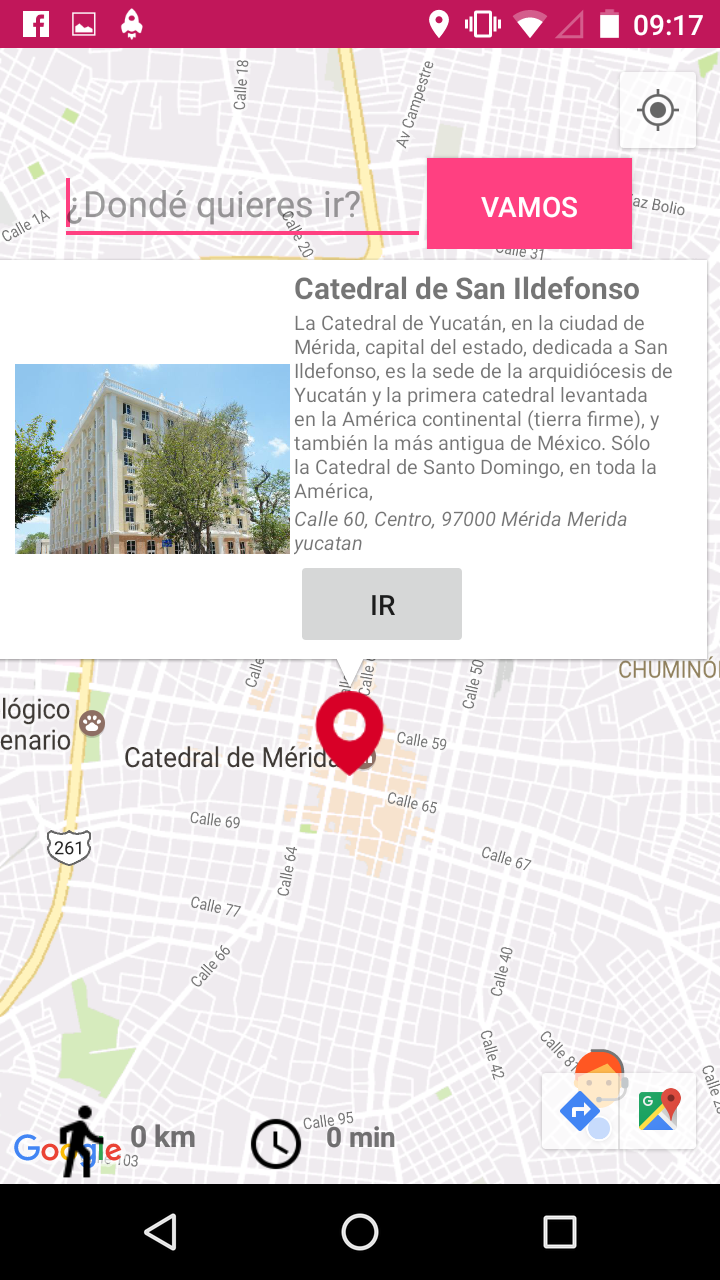 09:17
Calle 18
Av Campestre
¿Dondé quieres ir?
VAMOS
az Bolio
Calle 1A
Calle 20
Calle 31
Catedral de San Ildefonso
La Catedral de Yucatán, en la ciudad de
Mérida, capital del estado, dedicada a San
Ildefonso, es la sede de la arquidiócesis de
Yucatán y la primera catedral levantada
en la América continental (tierra firme), y
también la más antigua de México. Sólo
la Catedral de Santo Domingo, en toda la
América,
Calle 60, Centro, 97000 Mérida Merida
yucatan
IR
Calle
Calle
Calle 50
CHUMINÓ
lógico
enario
Calle 59
Catedral de Mérida
Calle 65
Calle 69
261
Calle 64
Calle 67
Calle 77
Calle 66
Calle 40
Calle 42
Calle 81
Calle 2
Calle 95
0 km
0 min
Google
103
G